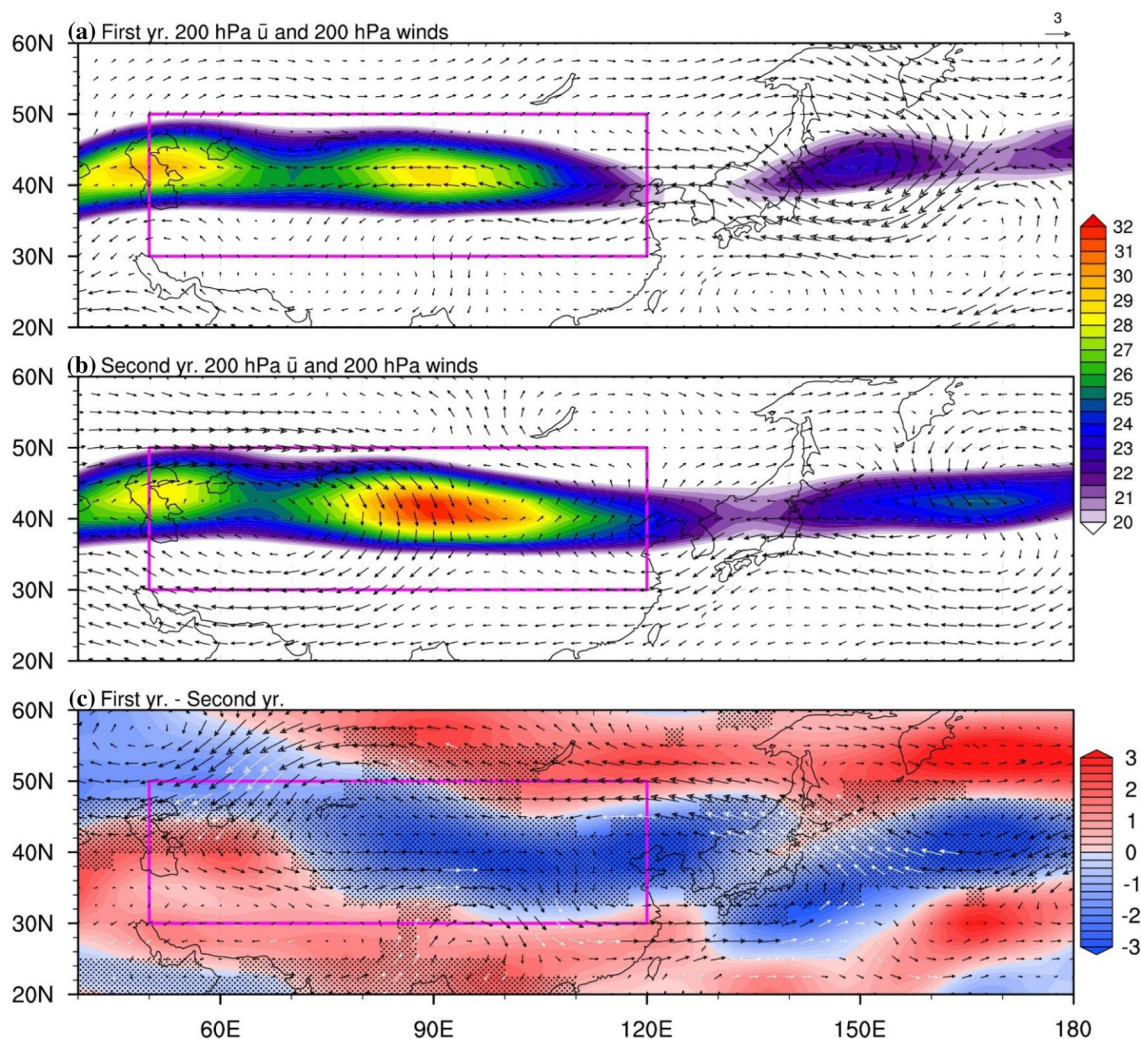 (a) First yr. 200 hPa ū and 200 hPa winds
3
60N
50N
40N
30N
20N
(b) Second yr. 200 hPa ū and 200 hPa winds
60N
50N
40N
30N
20N
32
31
30
29
28
27
26
25
24
23
22
21
20
(c) First yr. - Second yr.
60N
50N
40N
30N
20N
60E 90E 120E 150E 180
3
2
1
0
-1
-2
-3